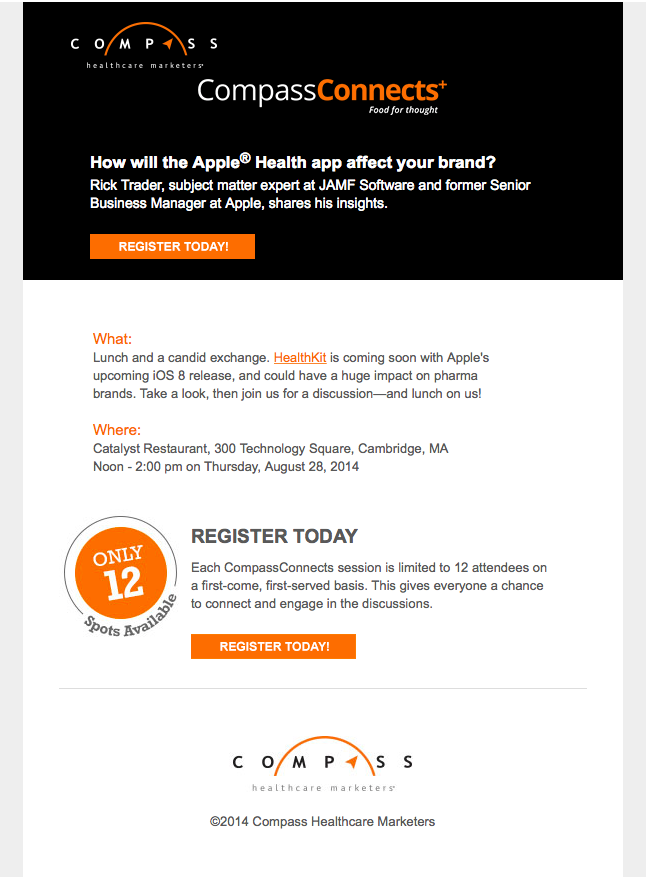 COMPASS
healthcare marketers
CompassConnects+
Food for thought
How will the Apple® Health app affect your brand?
Rick Trader, subject matter expert at JAMF Software and former Senior
Business Manager at Apple, shares his insights.
REGISTER TODAY!
What:
Lunch and a candid exchange. HealthKit is coming soon with Apple's
upcoming iOS 8 release, and could have a huge impact on pharma
brands. Take a look, then join us for a discussion—and lunch on us!
Where:
Catalyst Restaurant, 300 Technology Square, Cambridge, MA
Noon - 2:00 pm on Thursday, August 28, 2014
ONLY
12
Spots Available
REGISTER TODAY
Each CompassConnects session is limited to 12 attendees on
a first-come, first-served basis. This gives everyone a chance
to connect and engage in the discussions.
REGISTER TODAY!
COMPASS
healthcare marketers
©2014 Compass Healthcare Marketers